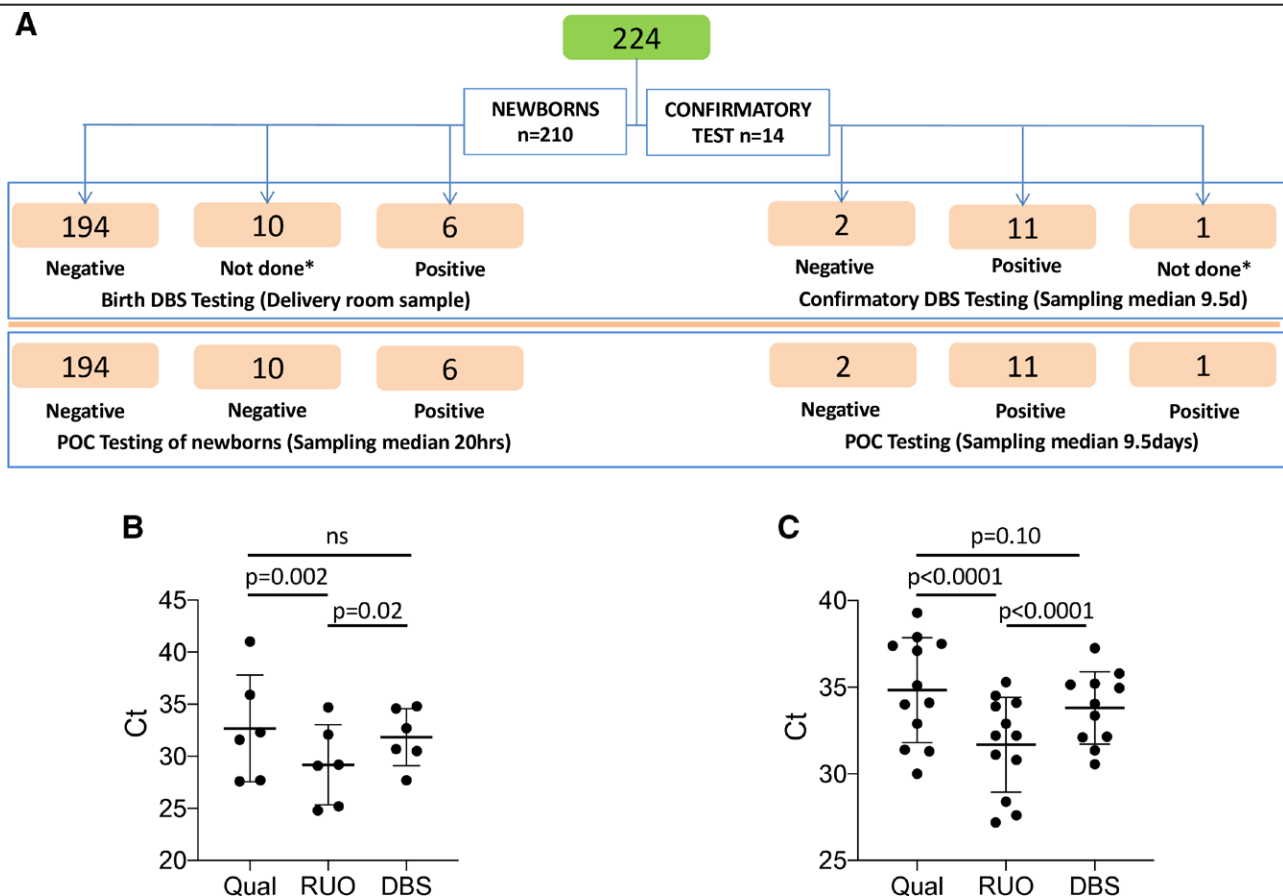 A
224
NEWBORNS
n=210
CONFIRMATORY
TEST n=14
194
10
6
2
11
1
Negative
Not done*
Positive
Negative
Positive
Not done*
Birth DBS Testing (Delivery room sample)
Confirmatory DBS Testing (Sampling median 9.5d)
194
10
6
2
11
1
Negative
Negative
Positive
Negative
Positive
Positive
POC Testing of newborns (Sampling median 20hrs)
POC Testing (Sampling median 9.5days)
B
ns
p=0.002
p=0.02
45
40
35
30
25
20
Ct
Qual
RUO
DBS
C
p=0.10
p<0.0001
p<0.0001
40
35
30
25
Ct
Qual
RUO
DBS